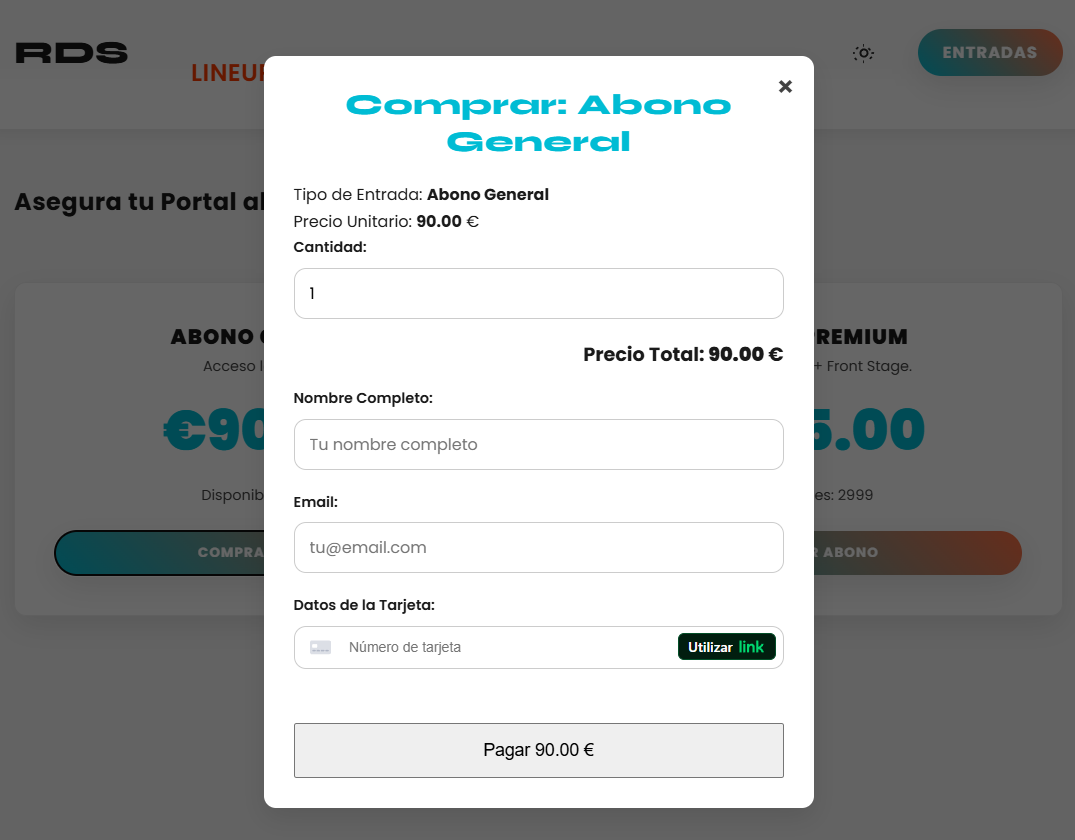 RDS
LINEUP
ENTRADAS
×
Comprar: Abono
General
Asegura tu Portal al
Tipo de Entrada: Abono General
Precio Unitario: 90.00 €
Cantidad:
1
Precio Total: 90.00 €
ABONO
PREMIUM
Acceso
+ Front Stage.
€90
5.00
Nombre Completo:
Tu nombre completo
Disponib
es: 2999
Email:
tu@email.com
COMPRA
R ABONO
Datos de la Tarjeta:
Número de tarjeta
Utilizar link
Pagar 90.00 €